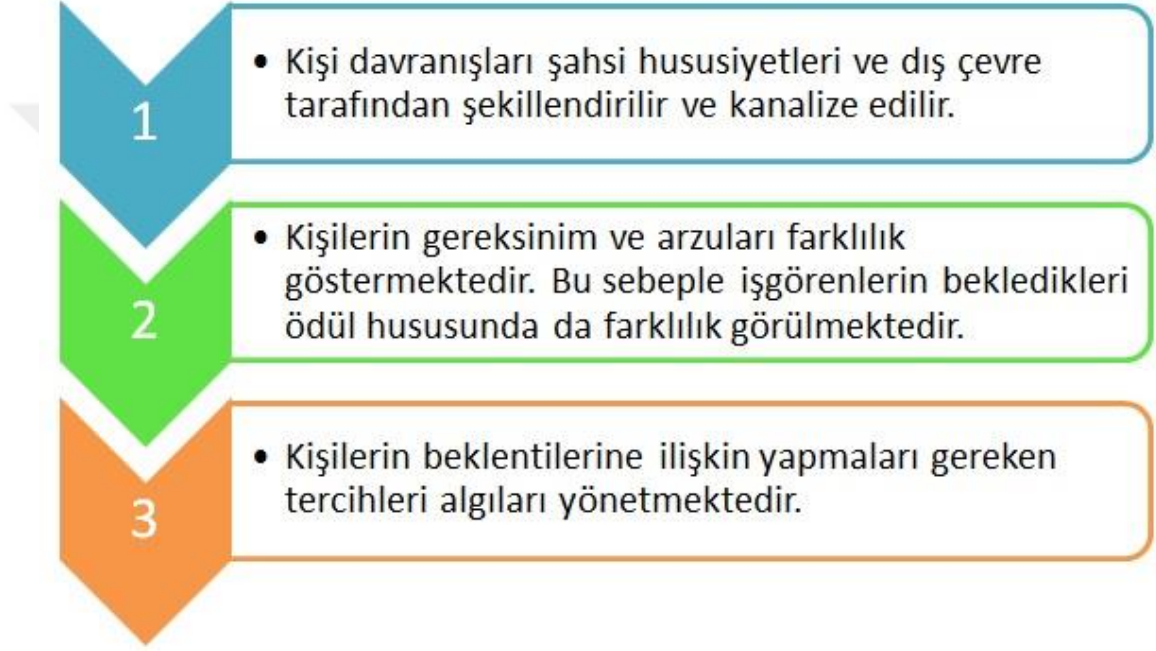 1
• Kişi davranışları şahsi hususiyetleri ve dış çevre
tarafından şekillendirilir ve kanalize edilir.
2
• Kişilerin gereksinim ve arzuları farklılık
göstermektedir. Bu sebeple işgörenlerin bekledikleri
ödül hususunda da farklılık görülmektedir.
3
• Kişilerin beklentilerine ilişkin yapmaları gereken
tercihleri algıları yönetmektedir.